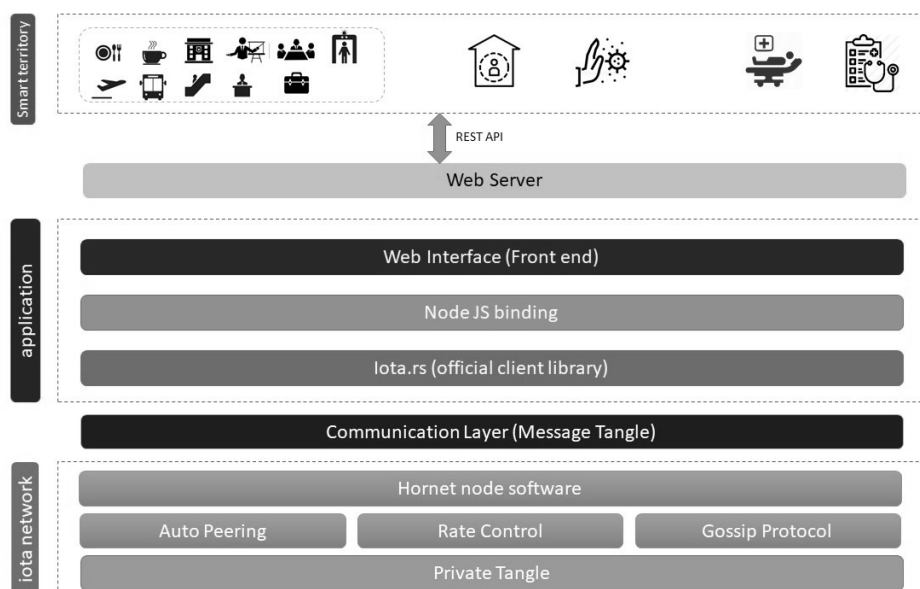 Smart territory
REST API
Web Server
application
Web Interface (Front end)
Node JS binding
Iota.rs (official client library)
Communication Layer (Message Tangle)
iota network
Hornet node software
Auto Peering
Rate Control
Gossip Protocol
Private Tangle